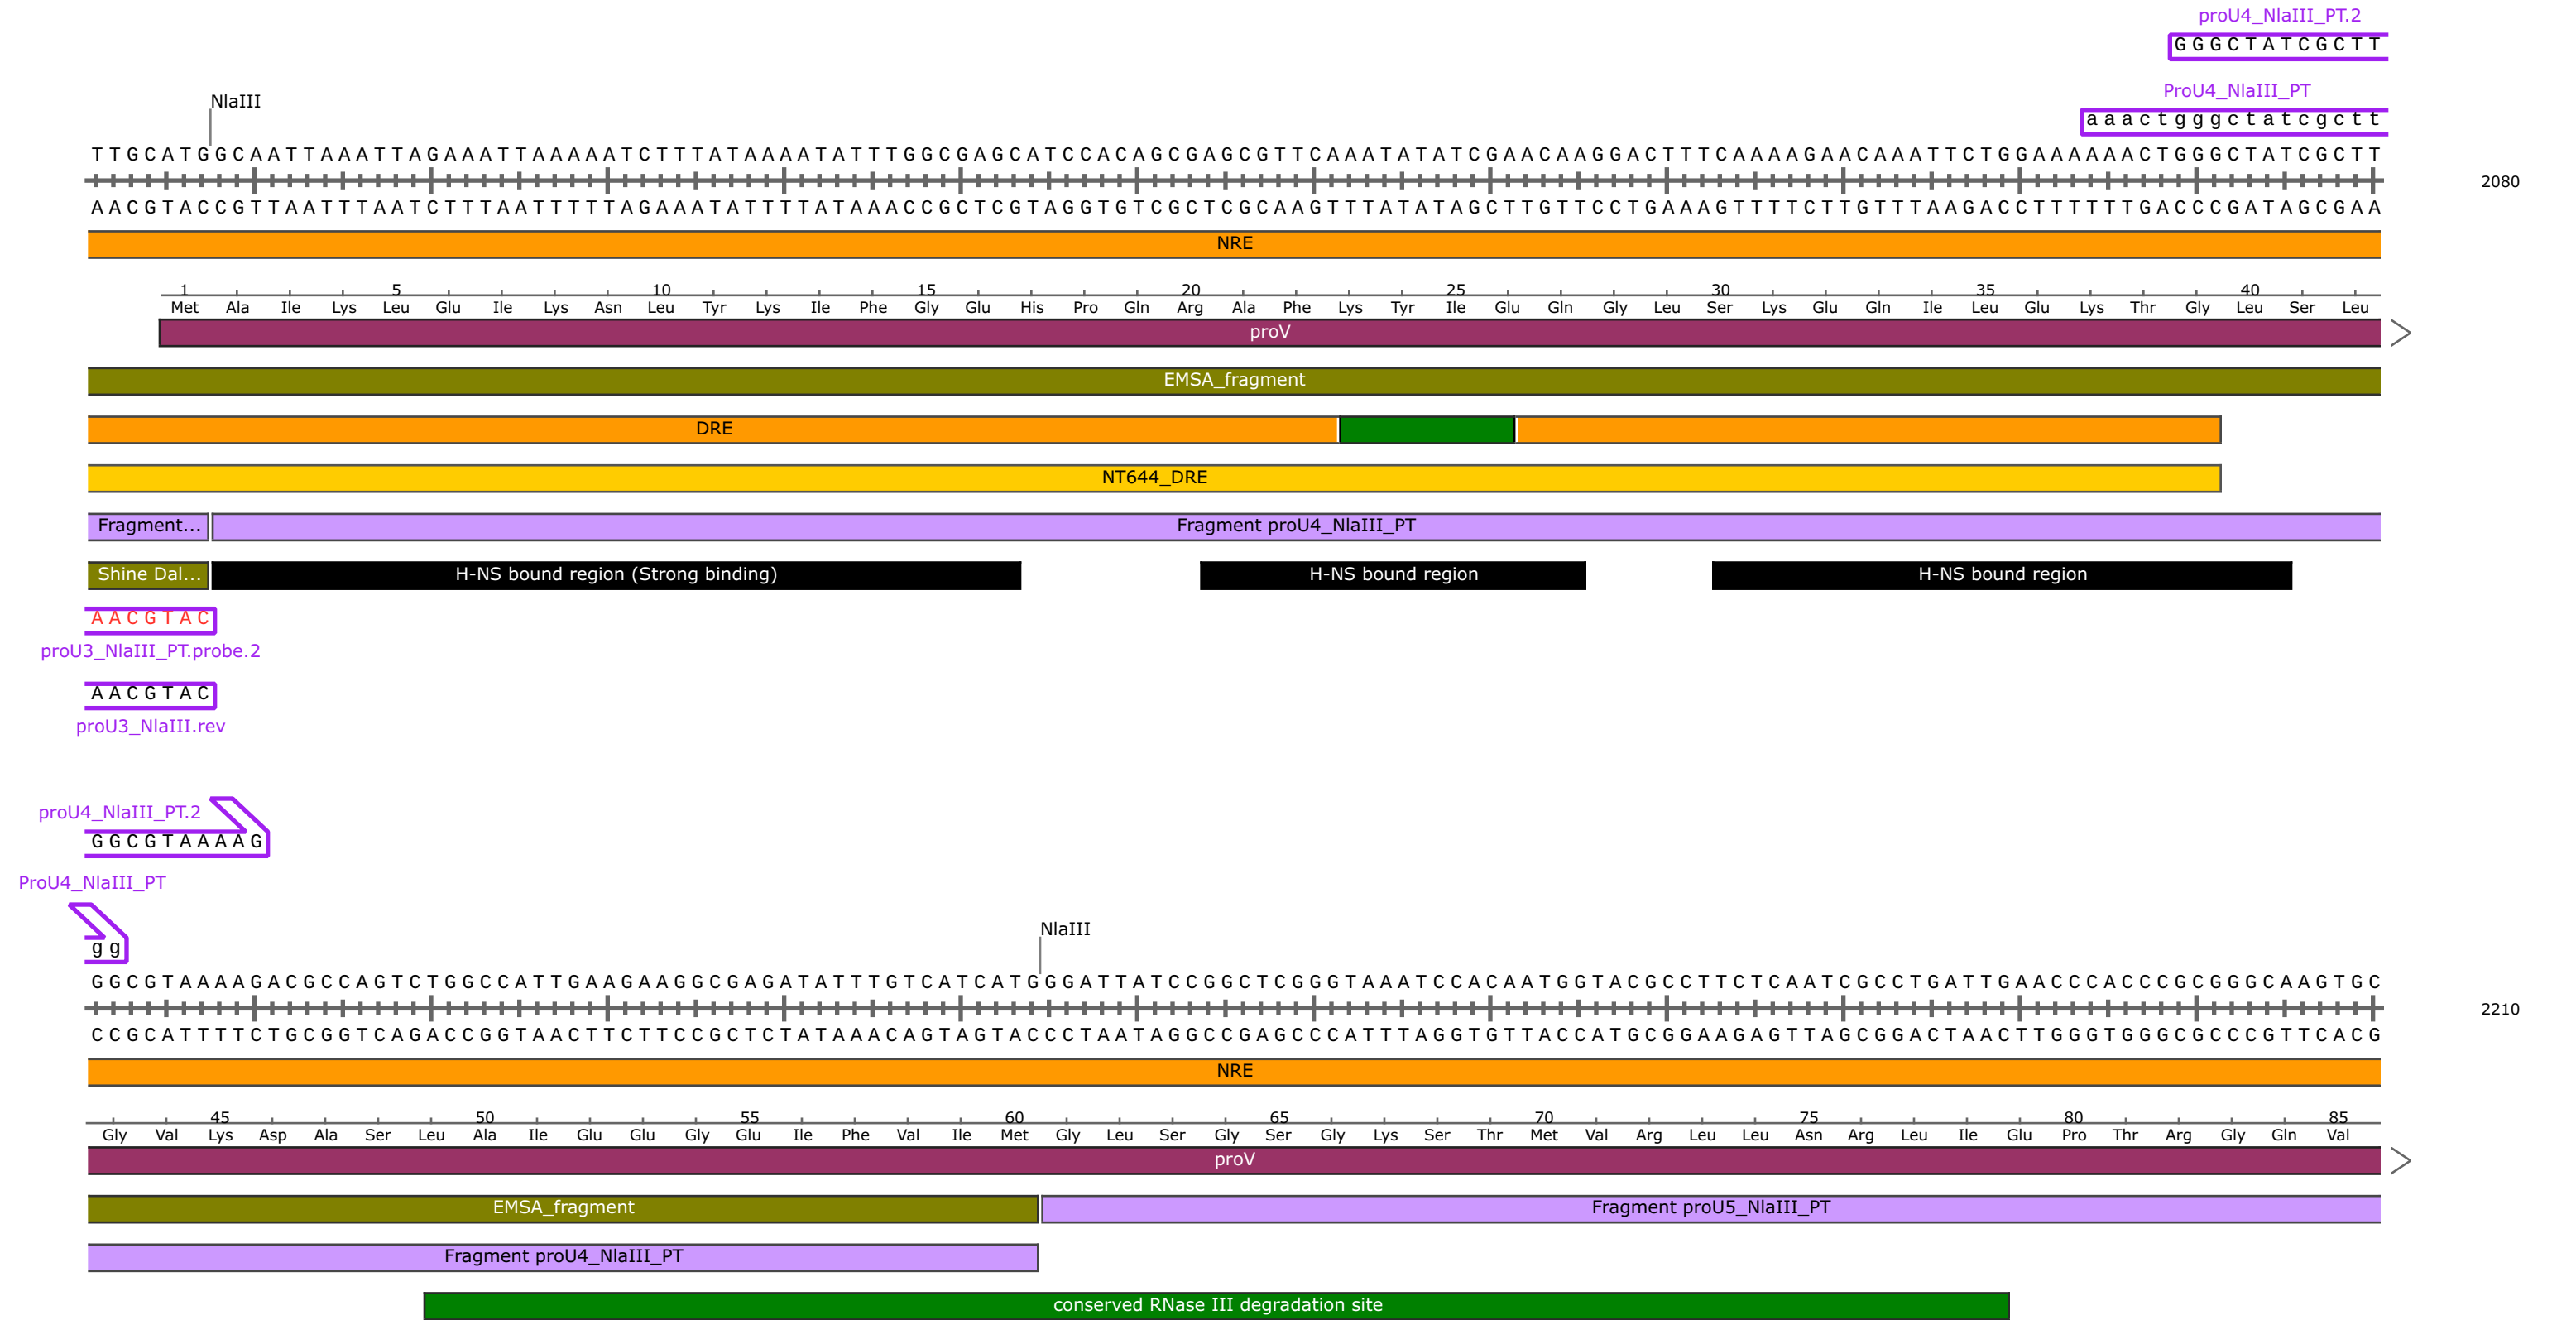 proU4_NlaIII_PT.2
GGGCTATCGCTT
ProU4_NlaIII_PT
aaactgggctatcgctt
NlaIII
TTGCATGGCAATTAAATTAGAAATTAAAAATCTTTATAAAATATTTGGCGAGCATCCACAGCGAGCGTTCAAATATATCGAACAAGGACTTTCAAAAGAACAAATTCTGGAAAAAACTGGGCTATCGCTT
2080
AACGTACCGTTAATTTAATCTTTAATTTTTAGAAATATTTTATAAACCGCTCGTAGGTGTCGCTCGCAAGTTTATATAGCTTGTTCCTGAAAGTTTTCTTGTTTAAGACCTTTTTTGACCCGATAGCGAA
NRE
1 5 10 15 20 25 30 35 40
Met Ala Ile Lys Leu Glu Ile Lys Asn Leu Tyr Lys Ile Phe Gly Glu His Pro Gln Arg Ala Phe Lys Tyr Ile Glu Gln Gly Leu Ser Lys Glu Gln Ile Leu Glu Lys Thr Gly Leu Ser Leu
proV
EMSA_fragment
DRE
NT644_DRE
Fragment... Fragment proU4_NlaIII_PT
Shine Dal... H-NS bound region (Strong binding) H-NS bound region H-NS bound region
AACGTAC
proU3_NlaIII_PT.probe.2
AACGTAC
proU3_NlaIII.rev
proU4_NlaIII_PT.2
GGCGTAAAAG
ProU4_NlaIII_PT
gg
NlaIII
GGCGTAAAAGACGCCAGTCTGGCCATTGAAGAAGGCGAGATATTTGTCATCATGGGATTATCCGGCTCGGGTAAATCCACAATGGTACGCCTTCTCAATCGCCTGATTGAACCCACCCGCGGGCAAGTGC
2210
CCGCATTTTCTGCGGTCAGACCGGTAACTTCTTCCGCTCTATAAACAGTAGTACCCTAATAGGCCGAGCCCATTTAGGTGTTACCATGCGGAAGAGTTAGCGGACTAACTTGGGTGGGCGCCCGTTCACG
NRE
45 50 55 60 65 70 75 80 85
Gly Val Lys Asp Ala Ser Leu Ala Ile Glu Glu Gly Glu Ile Phe Val Ile Met Gly Leu Ser Gly Ser Gly Lys Ser Thr Met Val Arg Leu Leu Asn Arg Leu Ile Glu Pro Thr Arg Gly Gln Val
proV
EMSA_fragment Fragment proU5_NlaIII_PT
Fragment proU4_NlaIII_PT
conserved RNase III degradation site